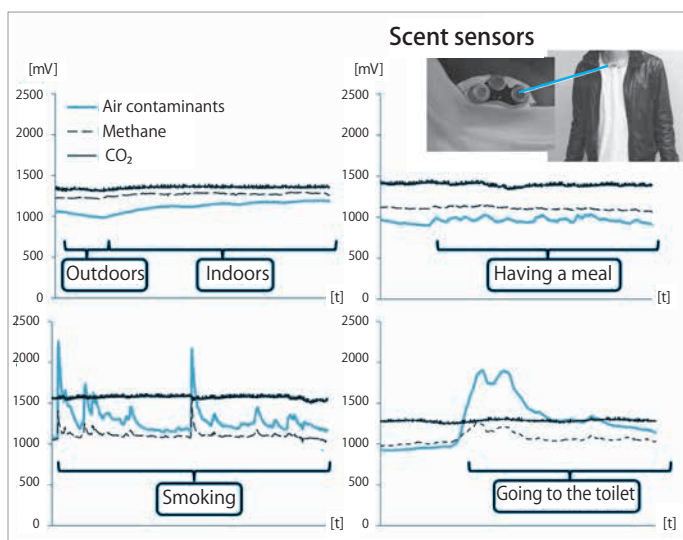 Scent sensors
[mV]
2500
2000
1500
1000
500
0
Air contaminants
Methane
CO₂
Outdoors
Indoors
[t]
[mV]
2500
2000
1500
1000
500
0
Having a meal
[t]
2500
2000
1500
1000
500
0
Smoking
[t]
2500
2000
1500
1000
500
0
Going to the toilet
[t]